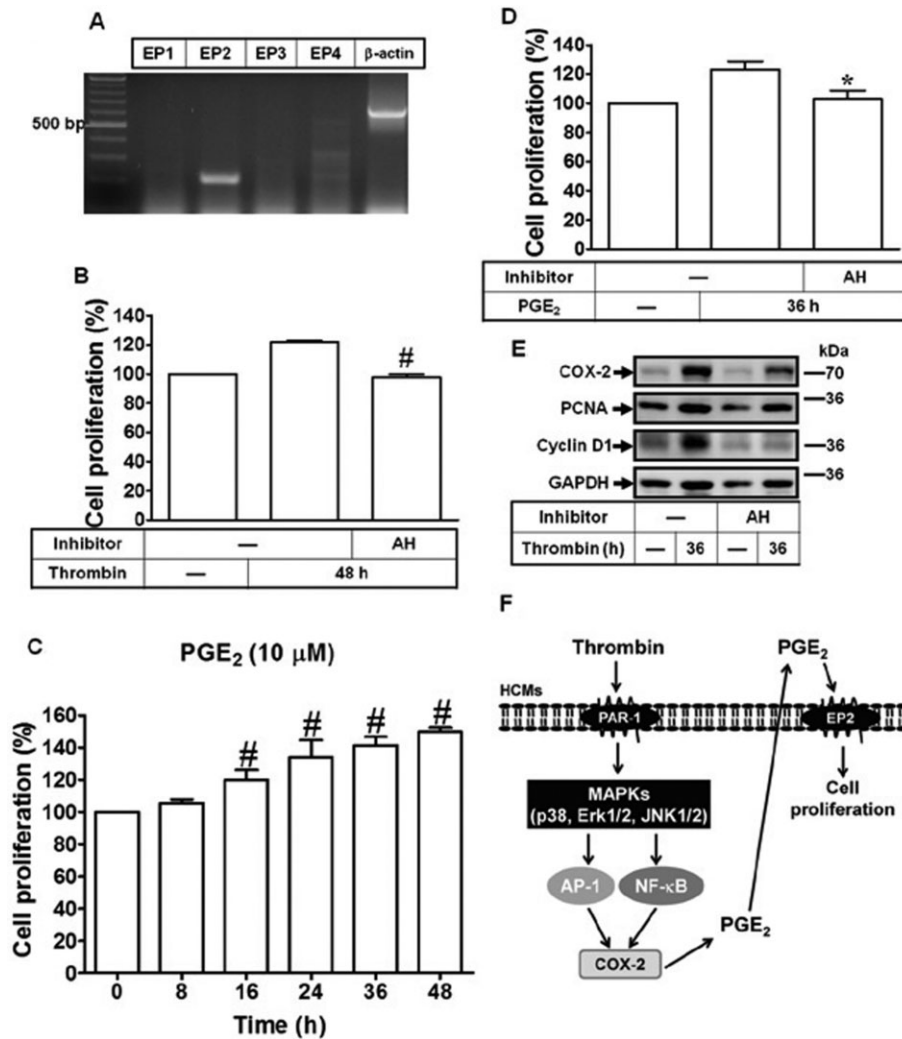 A
EP1 EP2 EP3 EP4 β-actin
500 bp
B
Cell proliferation (%)
140
120
100
80
60
40
20
0
#
Inhibitor — AH
Thrombin — 48 h
C
PGE₂ (10 μM)
Cell proliferation (%)
160
140
120
100
80
60
40
20
0
# # # #
0 8 16 24 36 48
Time (h)
D
Cell proliferation (%)
140
120
100
80
60
40
20
0
*
Inhibitor — AH
PGE₂ — 36 h
E
kDa
COX-2 70
PCNA 36
Cyclin D1 36
GAPDH 36
Inhibitor — AH
Thrombin (h) — 36 — 36
F
Thrombin PGE₂
HCMs
PAR-1 EP2
MAPKs
(p38, Erk1/2, JNK1/2)
Cell
proliferation
AP-1 NF-κB
PGE₂
COX-2